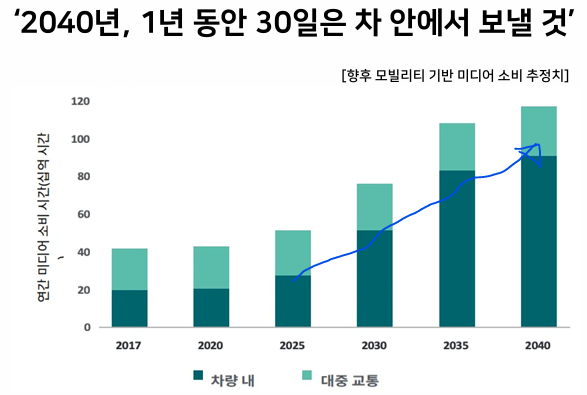 ‘2040년, 1년 동안 30일은 차 안에서 보낼 것’
[향후 모빌리티 기반 미디어 소비 추정치]
연간 미디어 소비 시간(십억 시간
120
100
80
60
40
20
0
2017 2020 2025 2030 2035 2040
차량 내 대중 교통